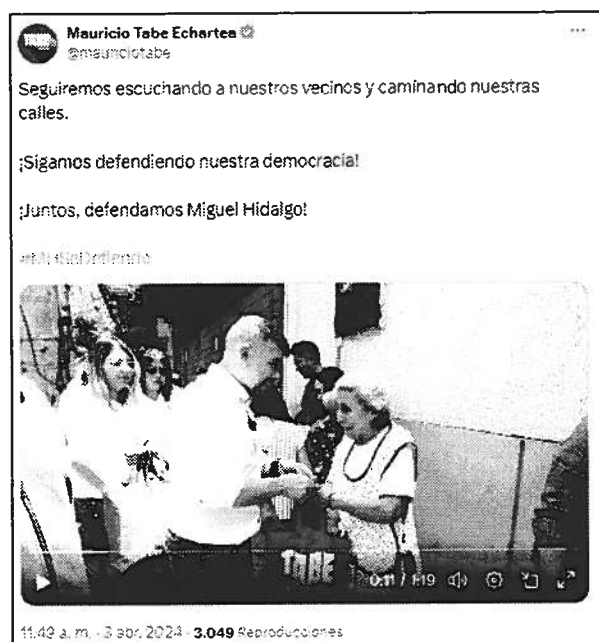 Mauricio Tabe Echartea
@mauriciotabe
Seguiremos escuchando a nuestros vecinos y caminando nuestras
calles.
¡Sigamos defendiendo nuestra democracia!
¡Juntos, defendamos Miguel Hidalgo!
TABE
0:11 / 1:19
11:49 a. m. · 3 abr. 2024 · 3.049 Reproducciones